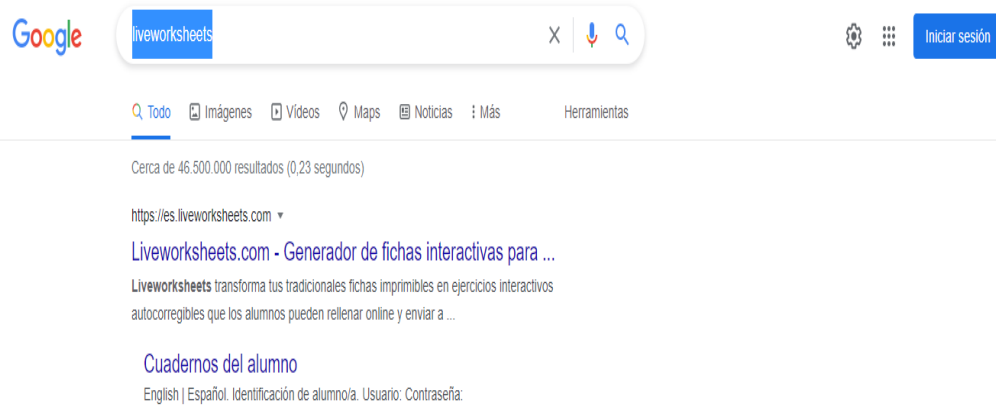 Google
liveworksheets
Iniciar sesión
Todo Imágenes Vídeos Maps Noticias Más Herramientas
Cerca de 46.500.000 resultados (0,23 segundos)
https://es.liveworksheets.com
Liveworksheets.com - Generador de fichas interactivas para ...
Liveworksheets transforma tus tradicionales fichas imprimibles en ejercicios interactivos
autocorregibles que los alumnos pueden rellenar online y enviar a ...
Cuadernos del alumno
English | Español. Identificación de alumno/a. Usuario: Contraseña: